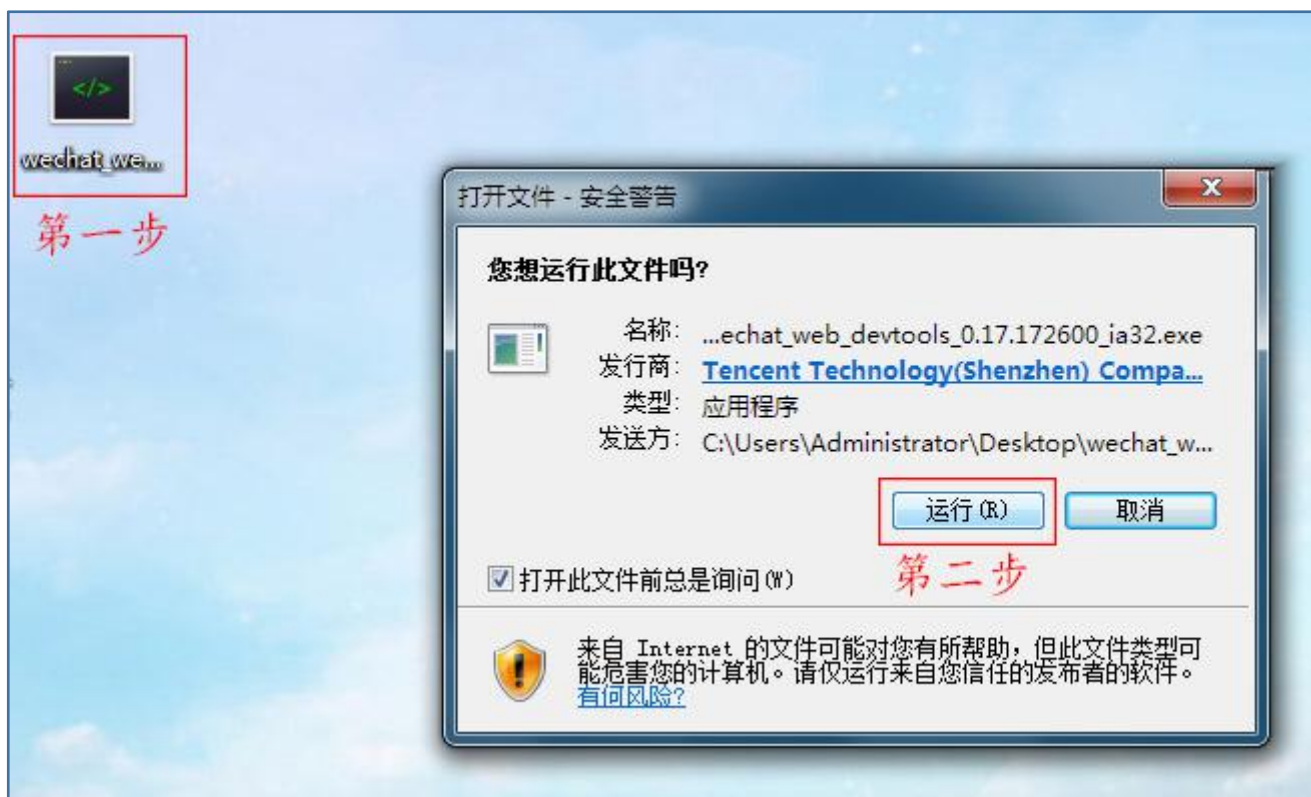 wechat_we...
第一步
打开文件 - 安全警告
您想运行此文件吗?
名称: ...echat_web_devtools_0.17.172600_ia32.exe
发行商: Tencent Technology(Shenzhen) Compa...
类型: 应用程序
发送方: C:\Users\Administrator\Desktop\wechat_w...
运行(R) 取消
打开此文件前总是询问(W)
第二步
来自 Internet 的文件可能对您有所帮助，但此文件类型可
能危害您的计算机。请仅运行来自您信任的发布者的软件。
有何风险?